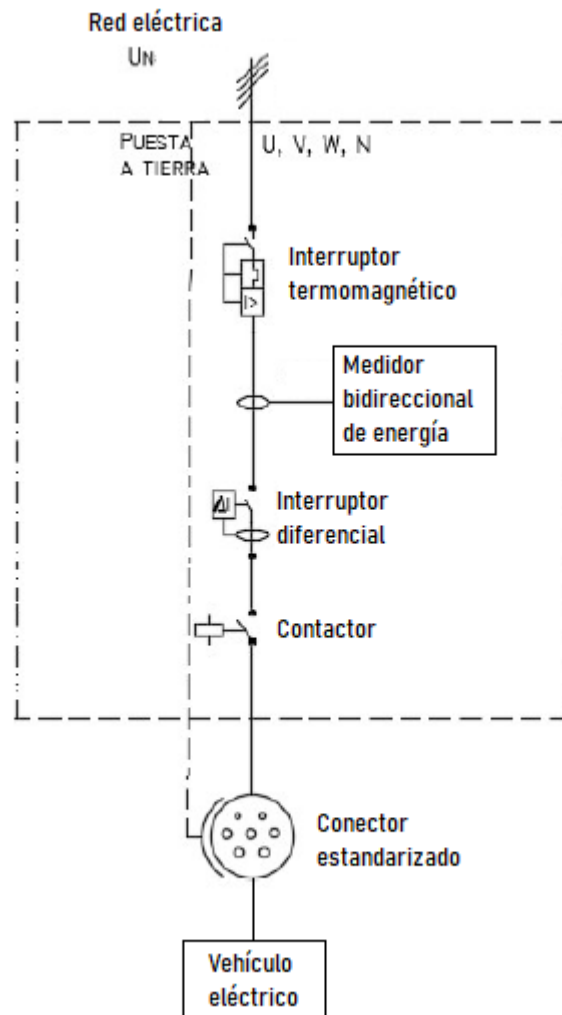 Red eléctrica
UN
PUESTA
A TIERRA
U, V, W, N
Interruptor
termomagnético
I>
Medidor
bidireccional
de energía
Interruptor
diferencial
Contactor
Conector
estandarizado
Vehículo
eléctrico